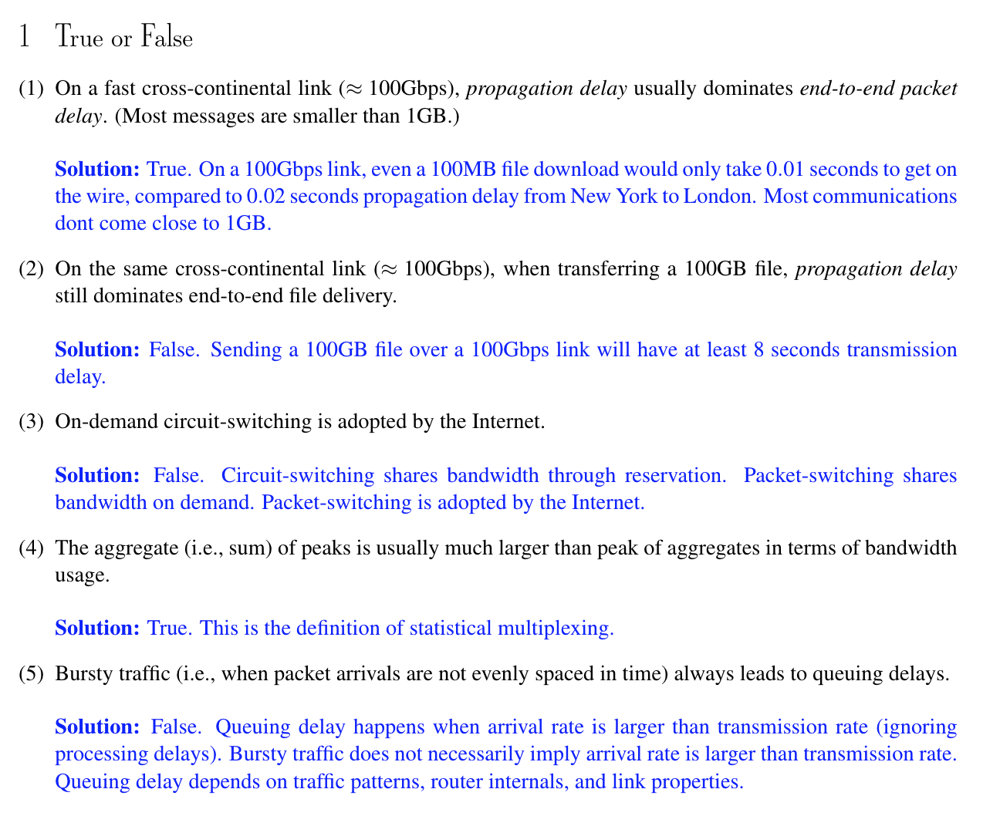 1 True or False
(1) On a fast cross-continental link (≈ 100Gbps), propagation delay usually dominates end-to-end packet
delay. (Most messages are smaller than 1GB.)
Solution: True. On a 100Gbps link, even a 100MB file download would only take 0.01 seconds to get on
the wire, compared to 0.02 seconds propagation delay from New York to London. Most communications
dont come close to 1GB.
(2) On the same cross-continental link (≈ 100Gbps), when transferring a 100GB file, propagation delay
still dominates end-to-end file delivery.
Solution: False. Sending a 100GB file over a 100Gbps link will have at least 8 seconds transmission
delay.
(3) On-demand circuit-switching is adopted by the Internet.
Solution: False. Circuit-switching shares bandwidth through reservation. Packet-switching shares
bandwidth on demand. Packet-switching is adopted by the Internet.
(4) The aggregate (i.e., sum) of peaks is usually much larger than peak of aggregates in terms of bandwidth
usage.
Solution: True. This is the definition of statistical multiplexing.
(5) Bursty traffic (i.e., when packet arrivals are not evenly spaced in time) always leads to queuing delays.
Solution: False. Queuing delay happens when arrival rate is larger than transmission rate (ignoring
processing delays). Bursty traffic does not necessarily imply arrival rate is larger than transmission rate.
Queuing delay depends on traffic patterns, router internals, and link properties.